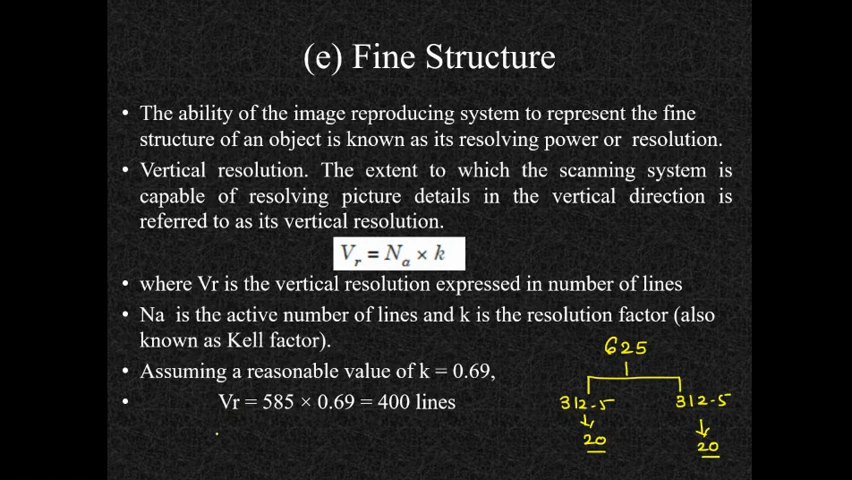 (e) Fine Structure
• The ability of the image reproducing system to represent the fine
structure of an object is known as its resolving power or resolution.
• Vertical resolution. The extent to which the scanning system is
capable of resolving picture details in the vertical direction is
referred to as its vertical resolution.
Vr = Na × k
• where Vr is the vertical resolution expressed in number of lines
• Na is the active number of lines and k is the resolution factor (also
known as Kell factor).
• Assuming a reasonable value of k = 0.69,
• Vr = 585 × 0.69 = 400 lines
625
312-5 312-5
20 20